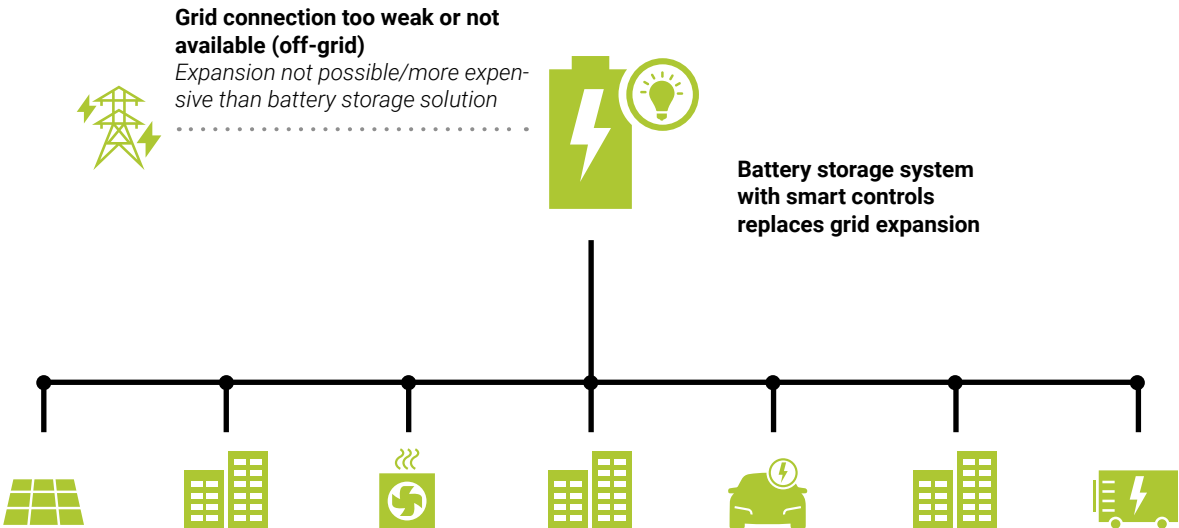 Grid connection too weak or not
available (off-grid)
Expansion not possible/more expen-
sive than battery storage solution
Battery storage system
with smart controls
replaces grid expansion